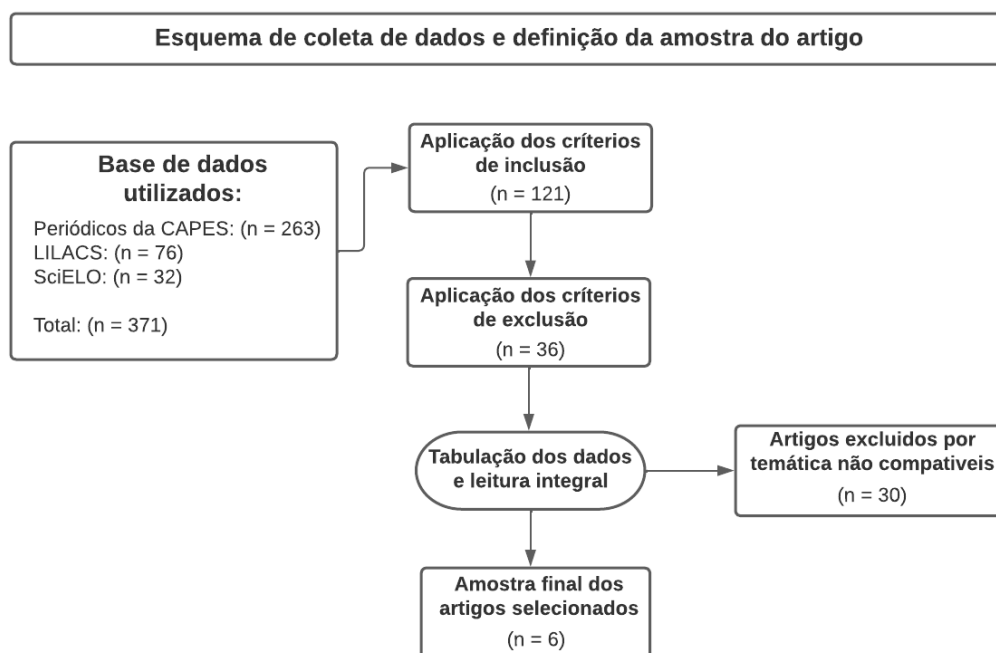 Esquema de coleta de dados e definição da amostra do artigo
Base de dados
utilizados:
Periódicos da CAPES: (n = 263)
LILACS: (n = 76)
SciELO: (n = 32)
Total: (n = 371)
Aplicação dos críterios
de inclusão
(n = 121)
Aplicação dos críterios
de exclusão
(n = 36)
Tabulação dos dados
e leitura integral
Artigos excluidos por
temática não compativeis
(n = 30)
Amostra final dos
artigos selecionados
(n = 6)